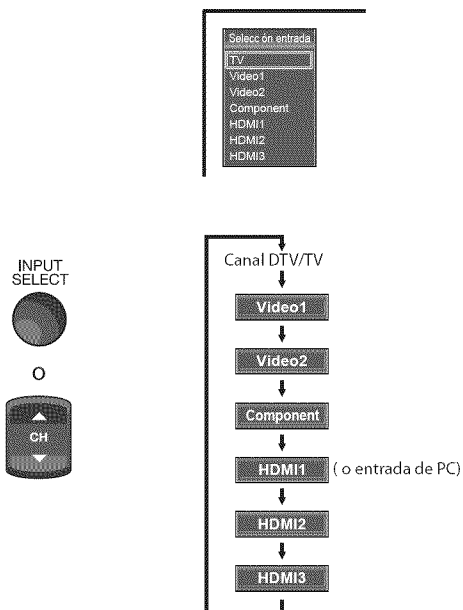 Selecc ón entrada
TV
Video1
Video2
Component
HDMI1
HDMI2
HDMI3
INPUT
SELECT
O
CH
Canal DTV/TV
Video1
Video2
Component
HDMI1 ( o entrada de PC)
HDMI2
HDMI3